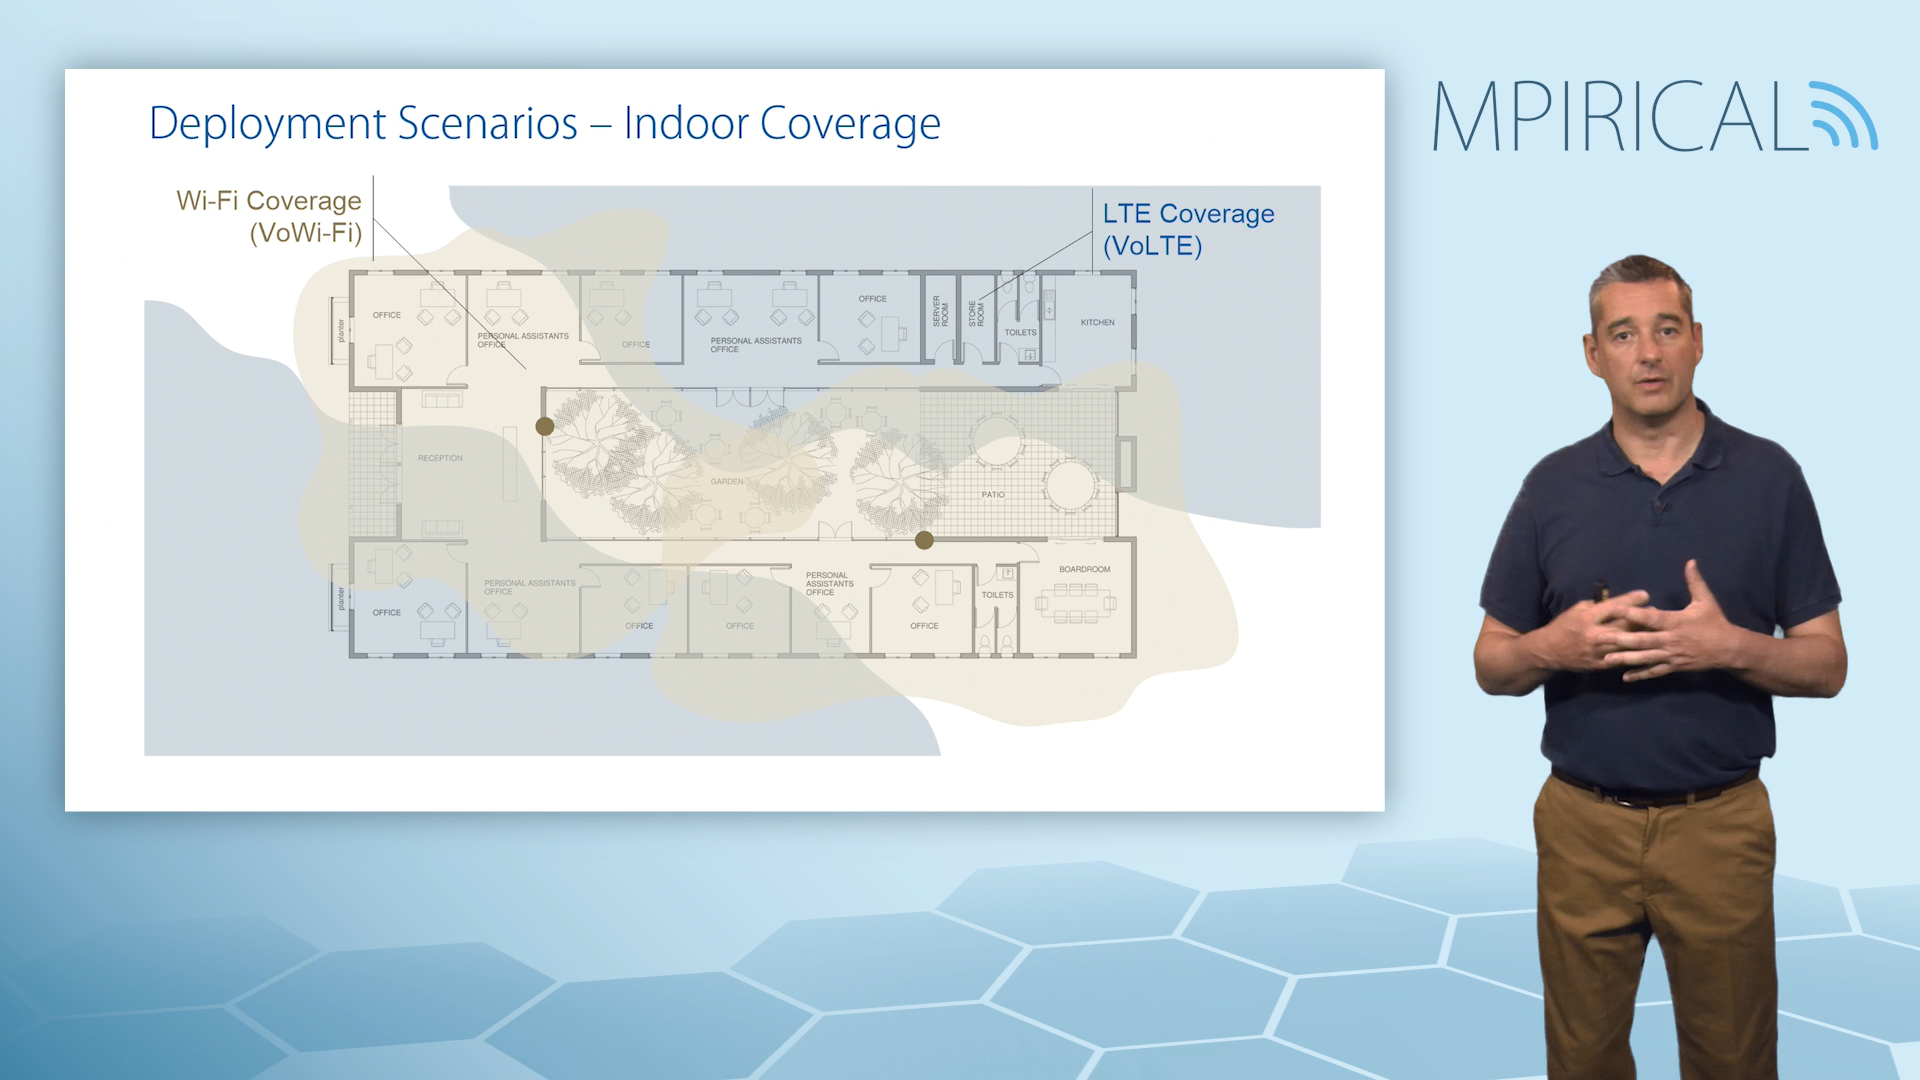 Deployment Scenarios – Indoor Coverage
MPIRICAL
Wi-Fi Coverage
(VoWi-Fi)
LTE Coverage
(VoLTE)
planter
OFFICE
PERSONAL ASSISTANTS
OFFICE
OFFICE
PERSONAL ASSISTANTS
OFFICE
OFFICE
SERVER
ROOM
STORE
ROOM
TOILETS
KITCHEN
RECEPTION
GARDEN
PATIO
planter
OFFICE
PERSONAL ASSISTANTS
OFFICE
OFFICE
OFFICE
PERSONAL
ASSISTANTS
OFFICE
OFFICE
TOILETS
BOARDROOM